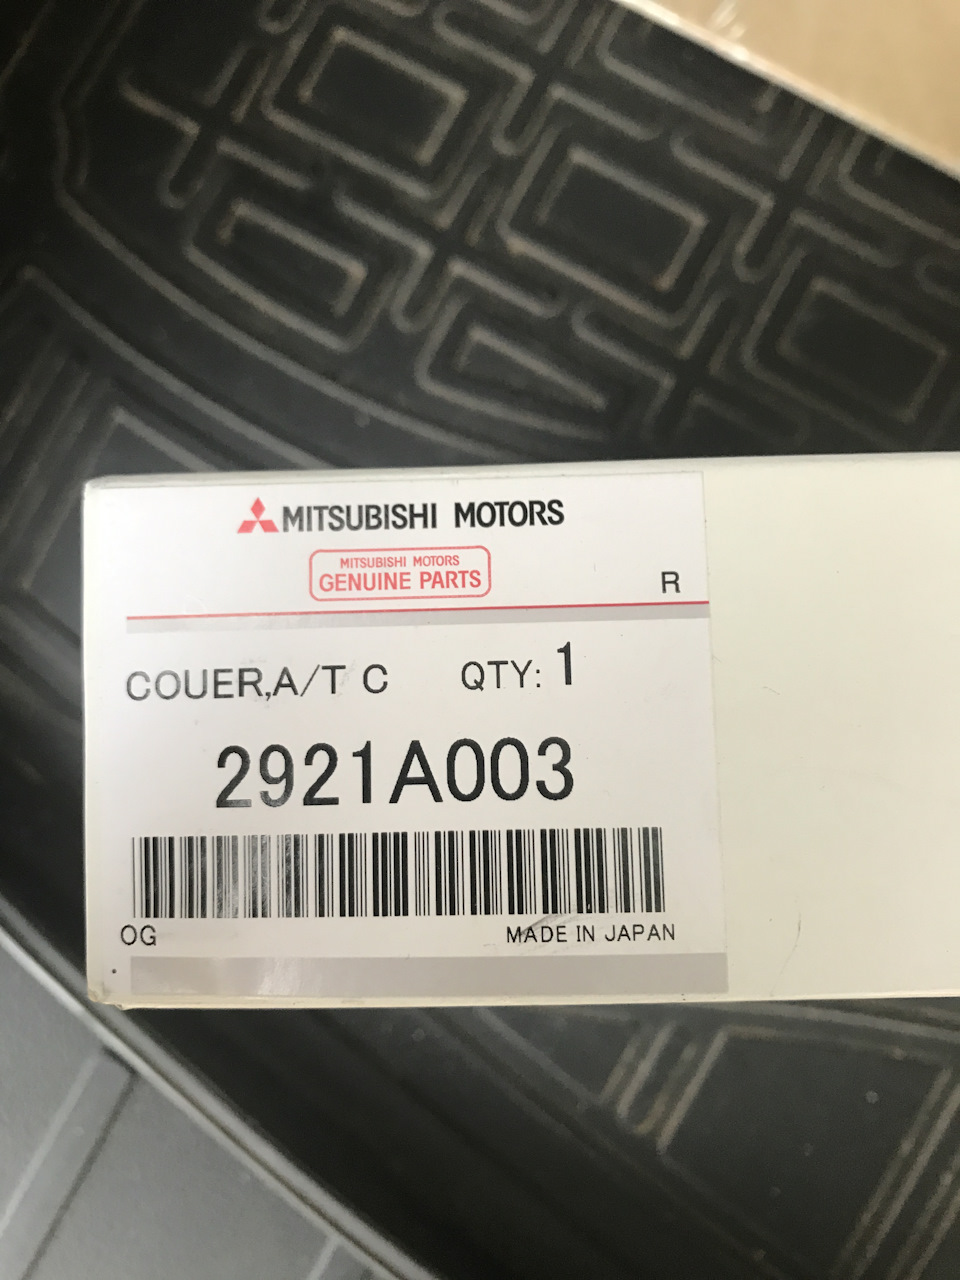 MITSUBISHI MOTORS
MITSUBISHI MOTORS
GENUINE PARTS
R
COUER,A/T C QTY: 1
2921A003
OG MADE IN JAPAN